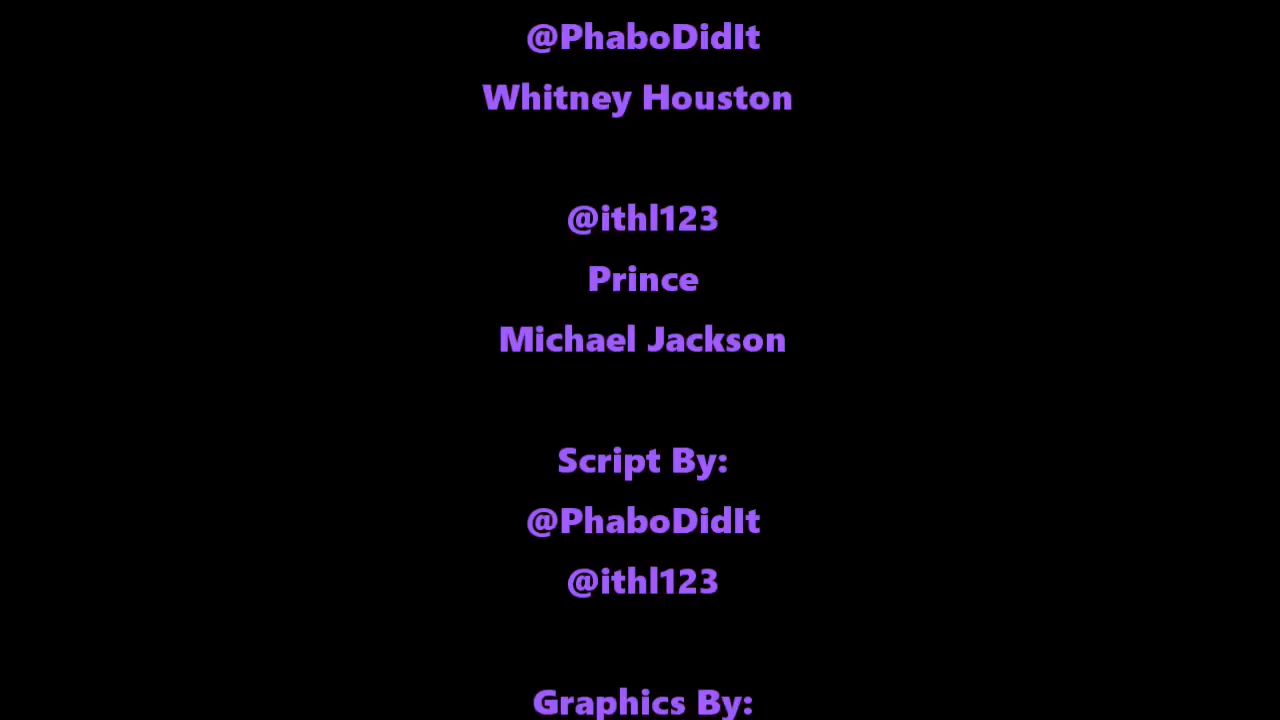 @PhaboDidIt
Whitney Houston
@ithl123
Prince
Michael Jackson
Script By:
@PhaboDidIt
@ithl123
Graphics By: